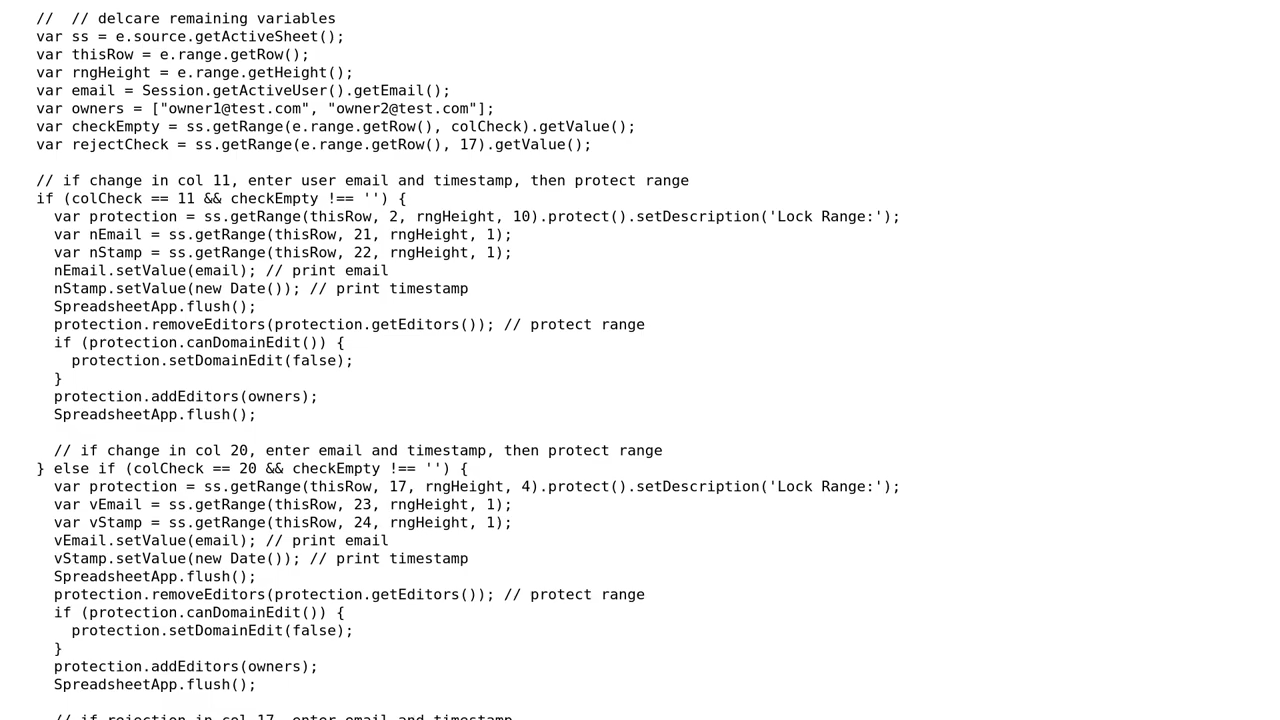 //  // delcare remaining variables
var ss = e.source.getActiveSheet();
var thisRow = e.range.getRow();
var rngHeight = e.range.getHeight();
var email = Session.getActiveUser().getEmail();
var owners = ["owner1@test.com", "owner2@test.com"];
var checkEmpty = ss.getRange(e.range.getRow(), colCheck).getValue();
var rejectCheck = ss.getRange(e.range.getRow(), 17).getValue();

// if change in col 11, enter user email and timestamp, then protect range
if (colCheck == 11 && checkEmpty !== '') {
  var protection = ss.getRange(thisRow, 2, rngHeight, 10).protect().setDescription('Lock Range:');
  var nEmail = ss.getRange(thisRow, 21, rngHeight, 1);
  var nStamp = ss.getRange(thisRow, 22, rngHeight, 1);
  nEmail.setValue(email); // print email
  nStamp.setValue(new Date()); // print timestamp
  SpreadsheetApp.flush();
  protection.removeEditors(protection.getEditors()); // protect range
  if (protection.canDomainEdit()) {
    protection.setDomainEdit(false);
  }
  protection.addEditors(owners);
  SpreadsheetApp.flush();

  // if change in col 20, enter email and timestamp, then protect range
} else if (colCheck == 20 && checkEmpty !== '') {
  var protection = ss.getRange(thisRow, 17, rngHeight, 4).protect().setDescription('Lock Range:');
  var vEmail = ss.getRange(thisRow, 23, rngHeight, 1);
  var vStamp = ss.getRange(thisRow, 24, rngHeight, 1);
  vEmail.setValue(email); // print email
  vStamp.setValue(new Date()); // print timestamp
  SpreadsheetApp.flush();
  protection.removeEditors(protection.getEditors()); // protect range
  if (protection.canDomainEdit()) {
    protection.setDomainEdit(false);
  }
  protection.addEditors(owners);
  SpreadsheetApp.flush();

  // if rejection in col 17, enter email and timestamp